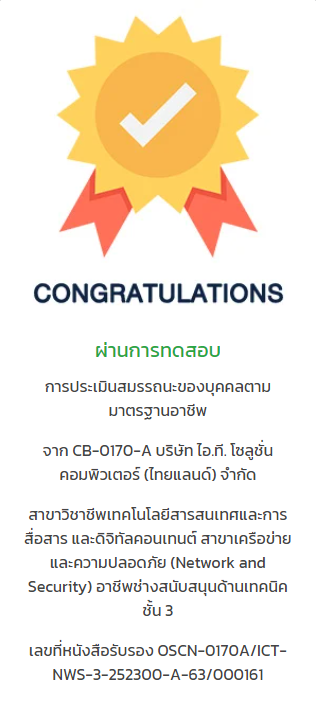 CONGRATULATIONS
ผ่านการทดสอบ
การประเมินสมรรถนะของบุคคลตาม
มาตรฐานอาชีพ
จาก CB-0170-A บริษัท ไอ.ที. โซลูชั่น
คอมพิวเตอร์ (ไทยแลนด์) จำกัด
สาขาวิชาชีพเทคโนโลยีสารสนเทศและการ
สื่อสาร และดิจิทัลคอนเทนต์ สาขาเครือข่าย
และความปลอดภัย (Network and
Security) อาชีพช่างสนับสนุนด้านเทคนิค
ชั้น 3
เลขที่หนังสือรับรอง OSCN-0170A/ICT-
NWS-3-252300-A-63/000161